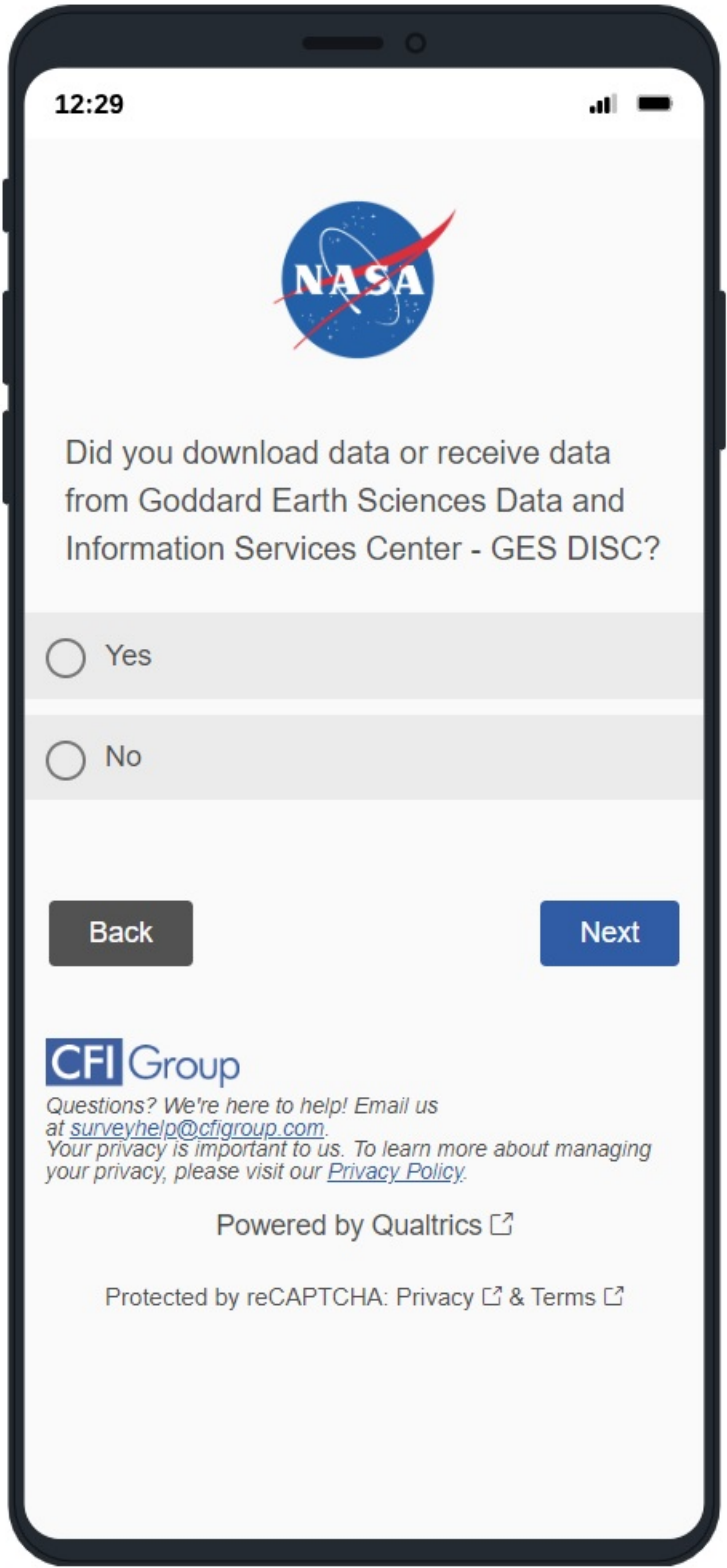 12:29
NASA
Did you download data or receive data
from Goddard Earth Sciences Data and
Information Services Center - GES DISC?
Yes
No
Back
Next
CFI Group
Questions? We're here to help! Email us
at surveyhelp@cfigroup.com.
Your privacy is important to us. To learn more about managing
your privacy, please visit our Privacy Policy.
Powered by Qualtrics
Protected by reCAPTCHA: Privacy & Terms